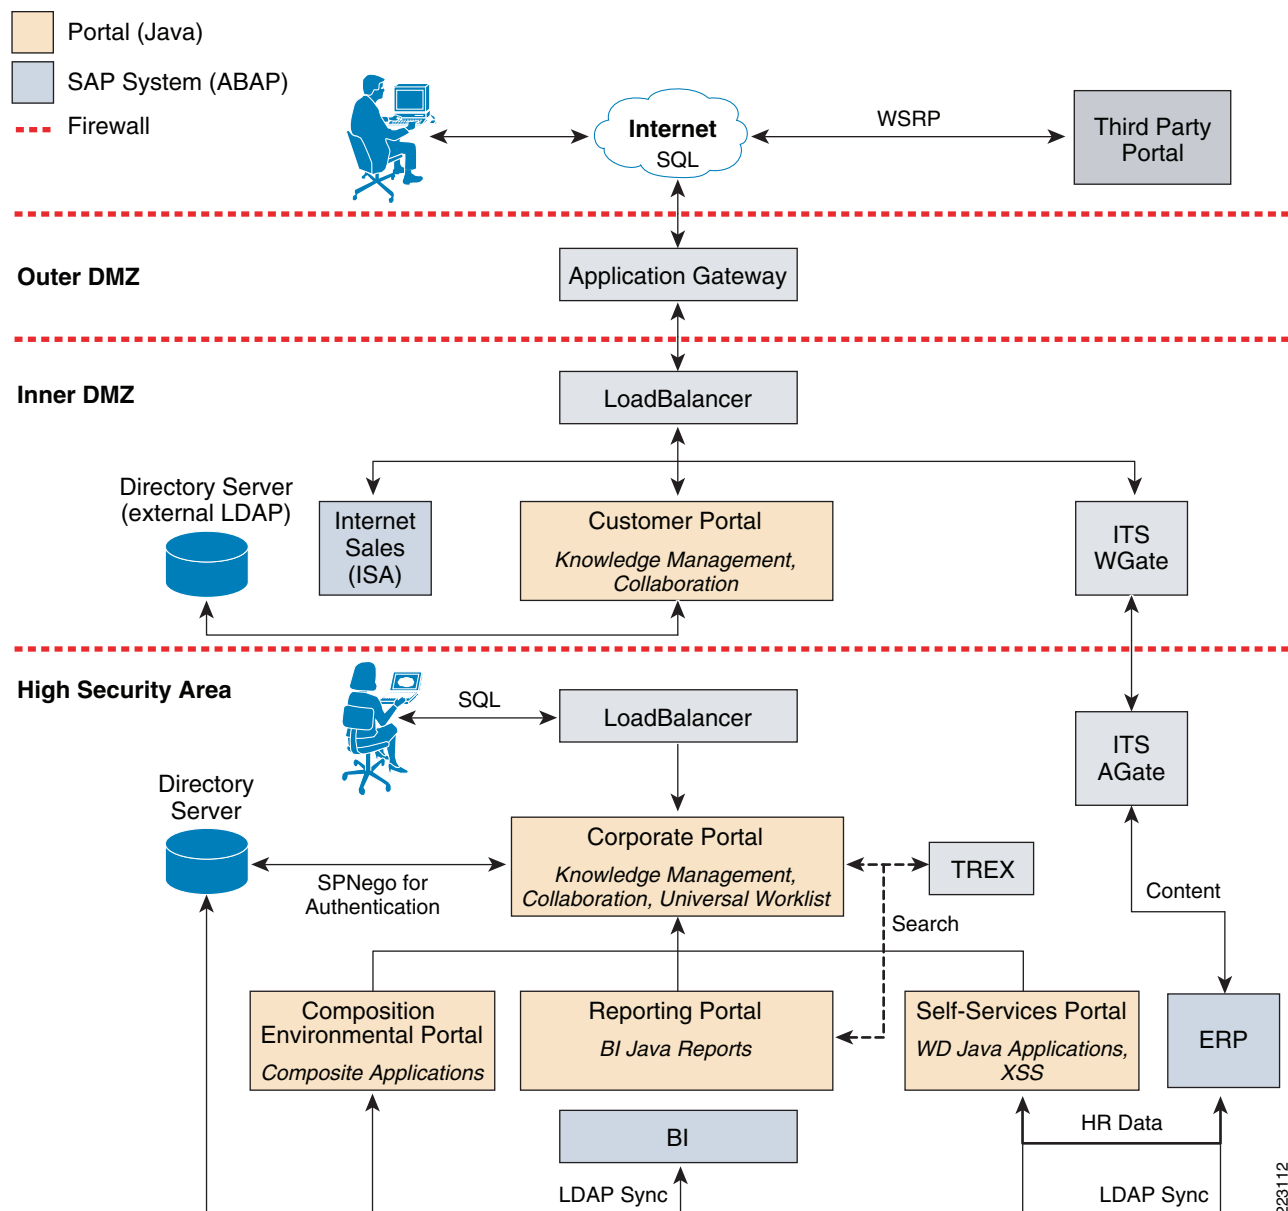 Portal (Java)
SAP System (ABAP)
Firewall
Internet
SQL
WSRP
Third Party
Portal
Outer DMZ
Application Gateway
Inner DMZ
LoadBalancer
Directory Server
(external LDAP)
Internet
Sales
(ISA)
Customer Portal
Knowledge Management,
Collaboration
ITS
WGate
High Security Area
SQL
LoadBalancer
ITS
AGate
Directory
Server
Corporate Portal
Knowledge Management,
Collaboration, Universal Worklist
TREX
SPNego for
Authentication
Content
Search
Composition
Environmental Portal
Composite Applications
Reporting Portal
BI Java Reports
Self-Services Portal
WD Java Applications,
XSS
ERP
BI
HR Data
LDAP Sync
LDAP Sync
223112